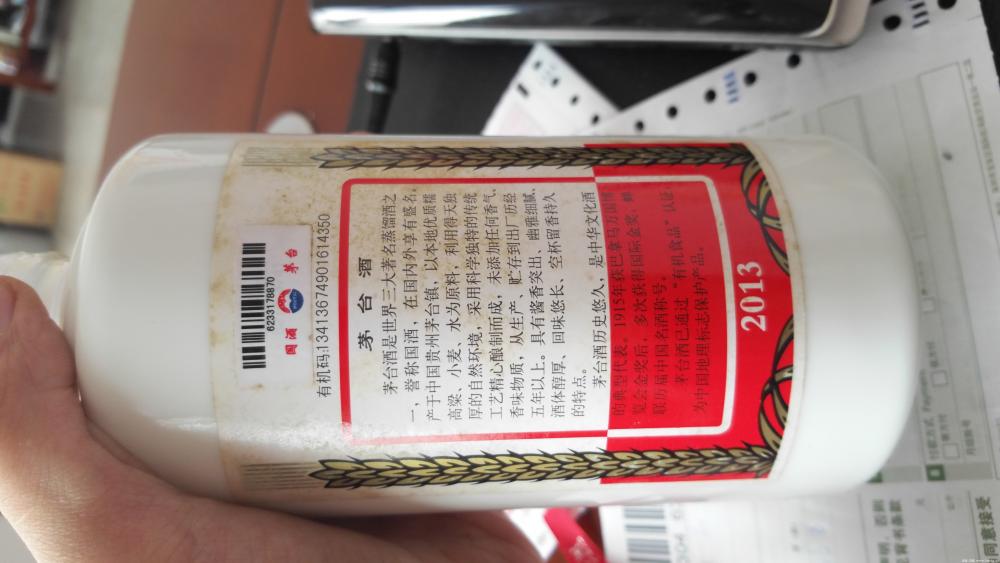 6233178870
国酒 茅台
有机码:13413674901614350
茅 台 酒
茅台酒是世界三大著名蒸馏酒之
一，誉称国酒，在国内外享有盛名。
产于中国贵州茅台镇，以本地优质糯
高粱、小麦、水为原料，利用得天独
厚的自然环境，采用科学独特的传统
工艺精心酿制而成，未添加任何香气、
香味物质，从生产、贮存到出厂历经
五年以上。具有酱香突出、幽雅细腻、
酒体醇厚、回味悠长、空杯留香持久
的特点。
茅台酒历史悠久，是中华文化酒
的典型代表。1915年获巴拿马万国博
览会金奖后，多次获得国际金奖，蝉
联历届中国名酒称号。
茅台酒已通过“有机食品”认证，
为中国地理标志保护产品。
2013
付款方式 Payment
同意接受